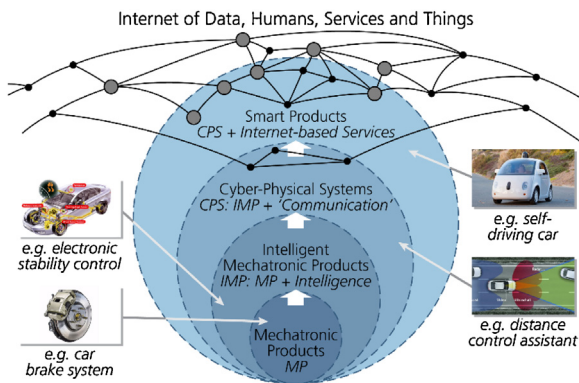 Internet of Data, Humans, Services and Things
Smart Products
CPS + Internet-based Services
Cyber-Physical Systems
CPS: IMP + 'Communication'
Intelligent
Mechatronic Products
IMP: MP + Intelligence
Mechatronic
Products
MP
e.g. electronic
stability control
e.g. car
brake system
e.g. self-
driving car
e.g. distance
control assistant